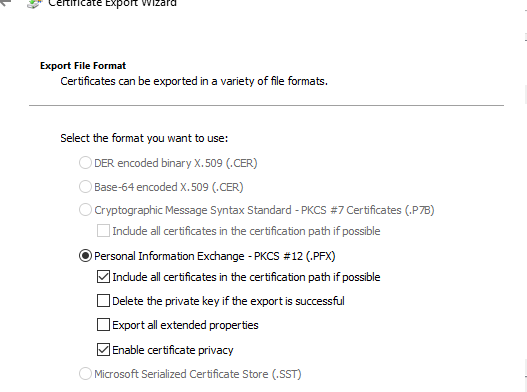 Certificate Export Wizard
Export File Format
Certificates can be exported in a variety of file formats.
Select the format you want to use:
DER encoded binary X.509 (.CER)
Base-64 encoded X.509 (.CER)
Cryptographic Message Syntax Standard - PKCS #7 Certificates (.P7B)
Include all certificates in the certification path if possible
Personal Information Exchange - PKCS #12 (.PFX)
Include all certificates in the certification path if possible
Delete the private key if the export is successful
Export all extended properties
Enable certificate privacy
Microsoft Serialized Certificate Store (.SST)